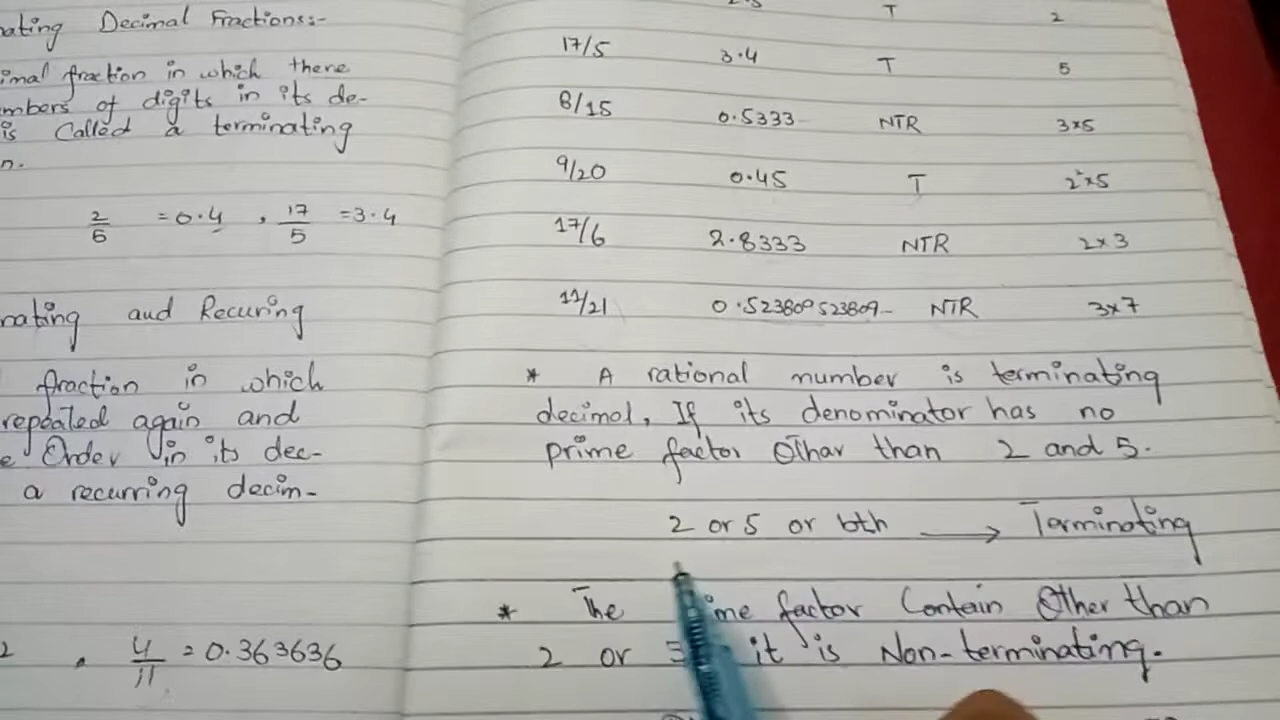 ating Decimal Fractions:-
imal fraction in which there
mbers of digits in its de-
is Called a terminating
n.
2/5 = 0.4 , 17/5 = 3.4
nating and Recuring
fraction in which
repeated again and
e Order in its dec-
a recurring decim-
2 , 4/11 = 0.363636
T 2
17/5 3.4 T 5
8/15 0.5333- NTR 3×5
9/20 0.45 T 2²×5
17/6 2.8333 NTR 2×3
11/21 0.523809523809- NTR 3×7
* A rational number is terminating
decimal, If its denominator has no
prime factor Other than 2 and 5.
2 or 5 or bth → Terminating
* The factor Contain Other than
2 or it is Non-terminating.